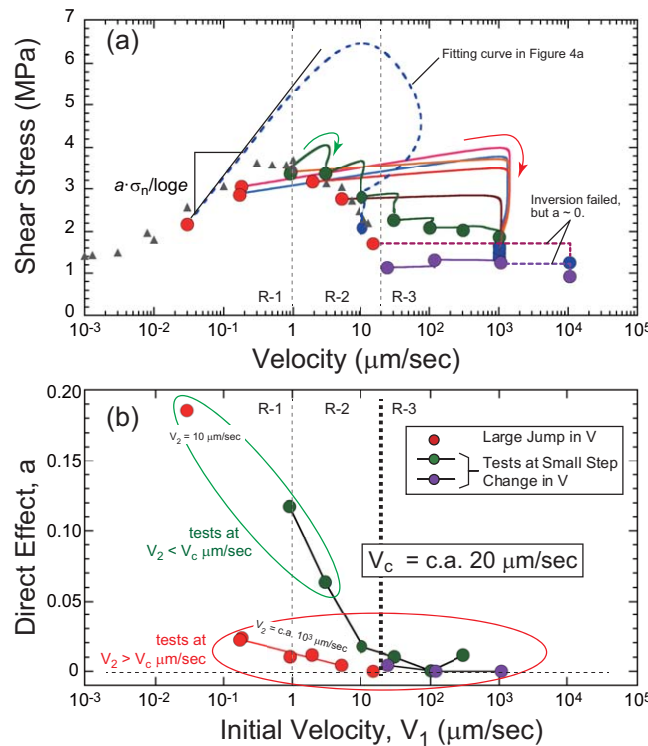 (a)
Shear Stress (MPa)
7
6
5
4
3
2
1
0
Fitting curve in Figure 4a
a·σn/loge
Inversion failed,
but a ~ 0.
R-1
R-2
R-3
10-3
10-2
10-1
1
10
10²
10³
10⁴
10⁵
Velocity (μm/sec)
(b)
Direct Effect, a
0.20
0.15
0.10
0.05
0
R-1
R-2
R-3
V2 = 10 μm/sec
Large Jump in V
Tests at Small Step
Change in V
tests at
V2 < Vc μm/sec
Vc = c.a. 20 μm/sec
V2 = c.a. 10³ μm/sec
tests at
V2 > Vc μm/sec
10-3
10-2
10-1
1
10
10²
10³
10⁴
10⁵
Initial Velocity, V1 (μm/sec)